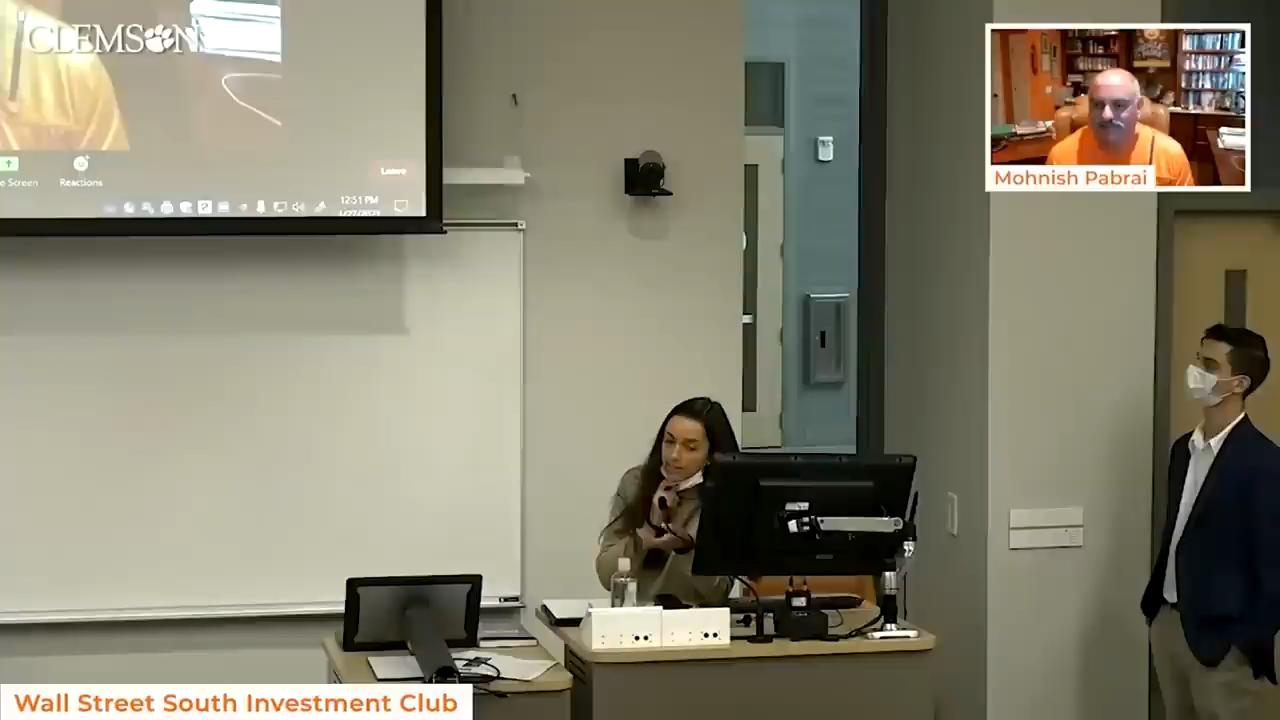 CLEMSON
Mohnish Pabrai
e Screen
Reactions
Leave
12:51 PM
Wall Street South Investment Club